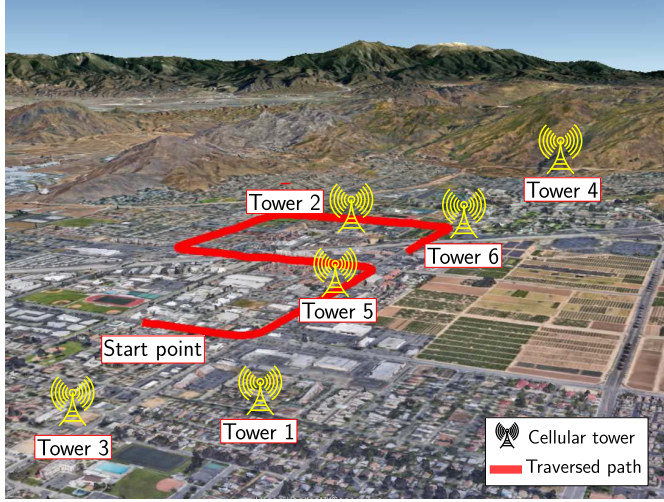 Tower 4
Tower 2
Tower 6
Tower 5
Start point
Tower 1
Tower 3
Cellular tower
Traversed path